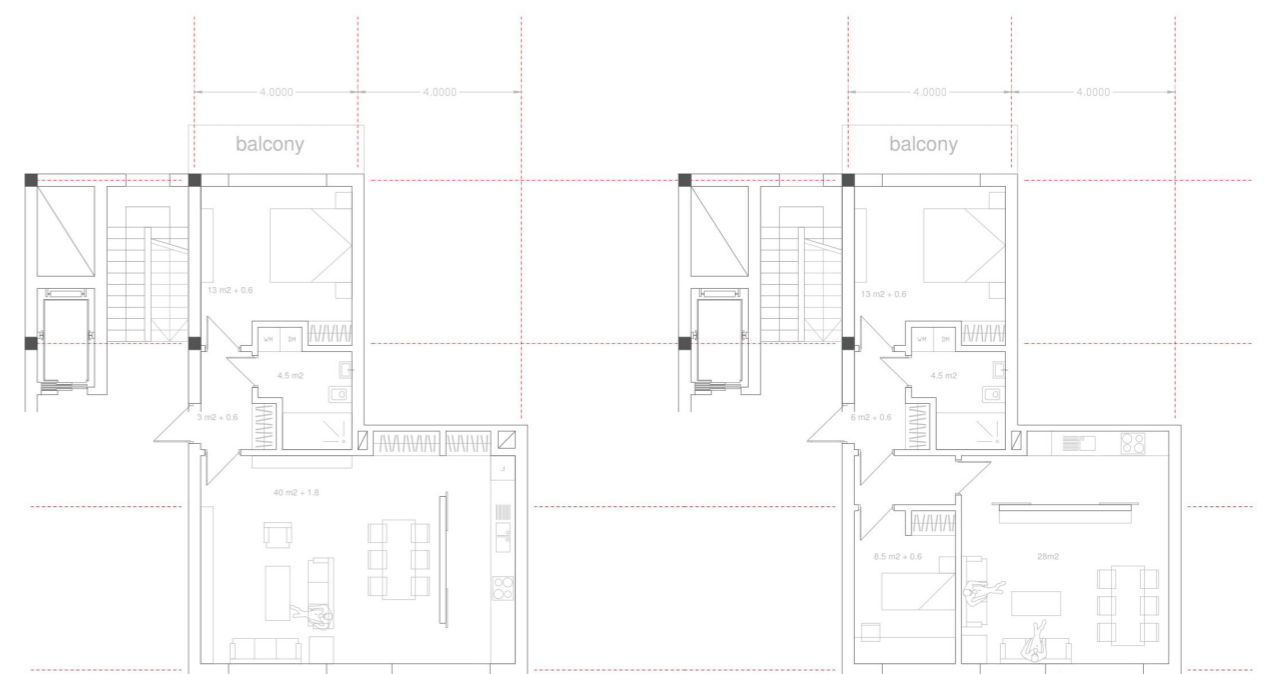 4.0000
4.0000
4.0000
4.0000
balcony
balcony
13 m2 + 0.6
13 m2 + 0.6
WM
DM
WM
DM
4.5 m2
4.5 m2
3 m2 + 0.6
6 m2 + 0.6
F
40 m2 + 1.8
8.5 m2 + 0.6
28m2